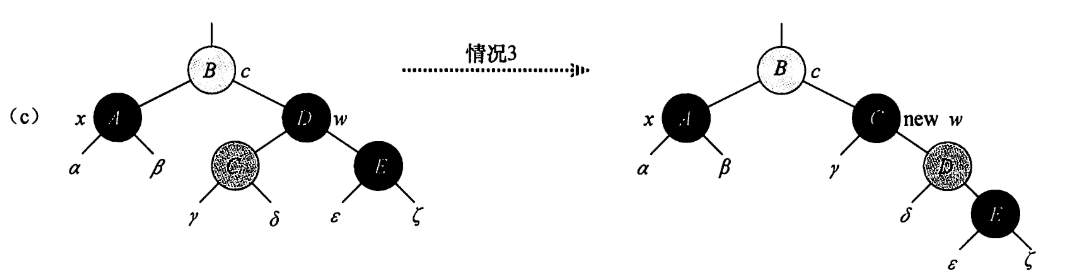 情况3
B c B c
(c) x A D w x A C new w
C E α β γ D
α β γ δ ε ζ δ E
ε ζ